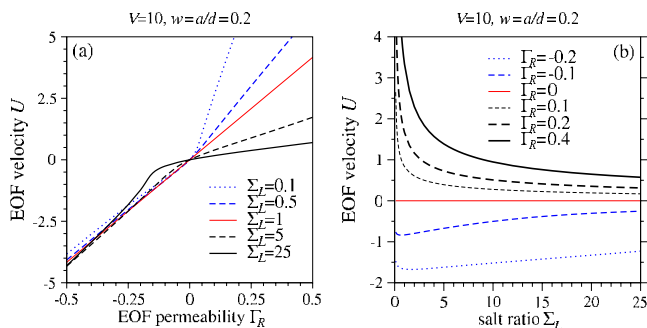 V=10, w=a/d=0.2
(a)
EOF velocity U
5
2.5
0
-2.5
-5
-0.5 -0.25 0 0.25 0.5
EOF permeability Γ_R
Σ_L=0.1
Σ_L=0.5
Σ_L=1
Σ_L=5
Σ_L=25
V=10, w=a/d=0.2
(b)
EOF velocity U
4
3
2
1
0
-1
-2
0 5 10 15 20 25
salt ratio Σ_L
Γ_R=-0.2
Γ_R=-0.1
Γ_R=0
Γ_R=0.1
Γ_R=0.2
Γ_R=0.4